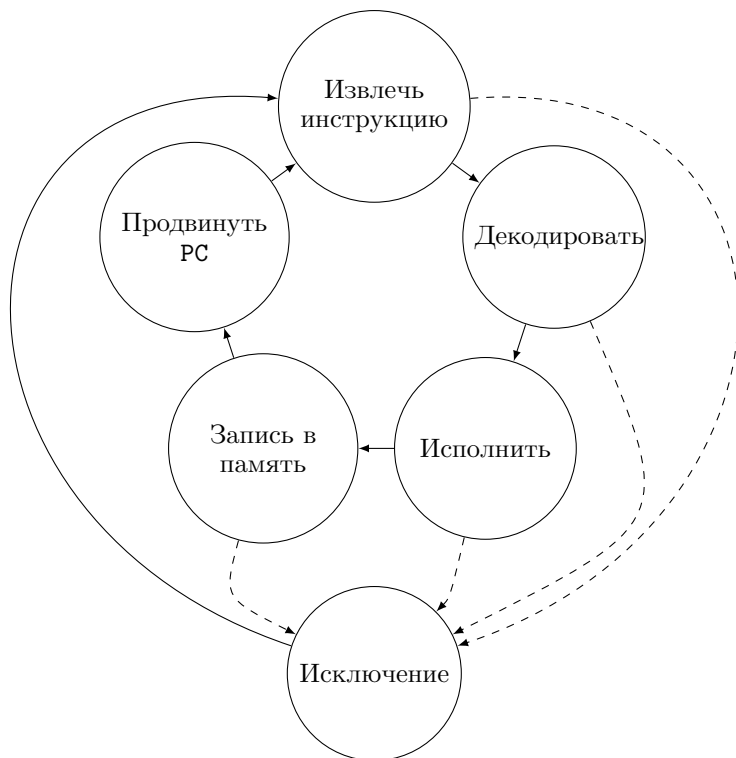 Извлечь
инструкцию
Продвинуть
PC
Декодировать
Запись в
память
Исполнить
Исключение